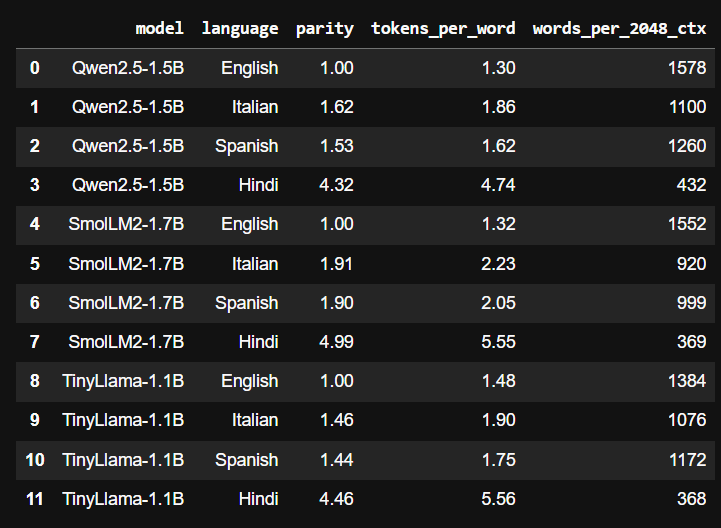 model language parity tokens_per_word words_per_2048_ctx
0 Qwen2.5-1.5B English 1.00 1.30 1578
1 Qwen2.5-1.5B Italian 1.62 1.86 1100
2 Qwen2.5-1.5B Spanish 1.53 1.62 1260
3 Qwen2.5-1.5B Hindi 4.32 4.74 432
4 SmolLM2-1.7B English 1.00 1.32 1552
5 SmolLM2-1.7B Italian 1.91 2.23 920
6 SmolLM2-1.7B Spanish 1.90 2.05 999
7 SmolLM2-1.7B Hindi 4.99 5.55 369
8 TinyLlama-1.1B English 1.00 1.48 1384
9 TinyLlama-1.1B Italian 1.46 1.90 1076
10 TinyLlama-1.1B Spanish 1.44 1.75 1172
11 TinyLlama-1.1B Hindi 4.46 5.56 368